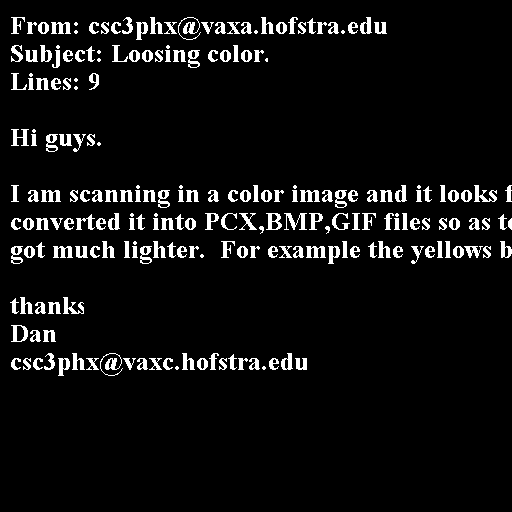 From: csc3phx@vaxa.hofstra.edu
Subject: Loosing color.
Lines: 9
Hi guys.
I am scanning in a color image and it looks
converted it into PCX,BMP,GIF files so as
got much lighter.  For example the yellows
thanks
Dan
csc3phx@vaxc.hofstra.edu